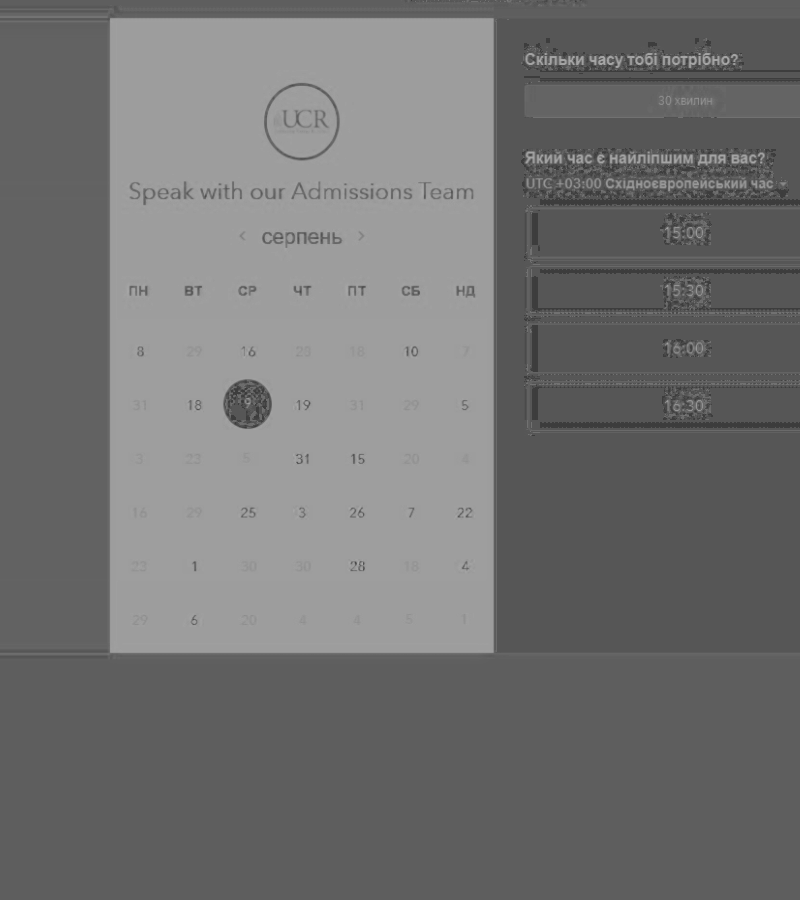 UCR
Speak with our Admissions Team
< серпень >
ПН ВТ СР ЧТ ПТ СБ НД
8 29 16 23 18 10 7
31 18 9 19 31 29 5
3 23 5 31 15 20 4
16 29 25 3 26 7 22
23 1 30 30 28 18 4
29 6 20 4 4 5 1
Скільки часу тобі потрібно?
30 хвилин
Який час є найліпшим для вас?
UTC +03:00 Східноєвропейський час
15:00
15:30
16:00
16:30